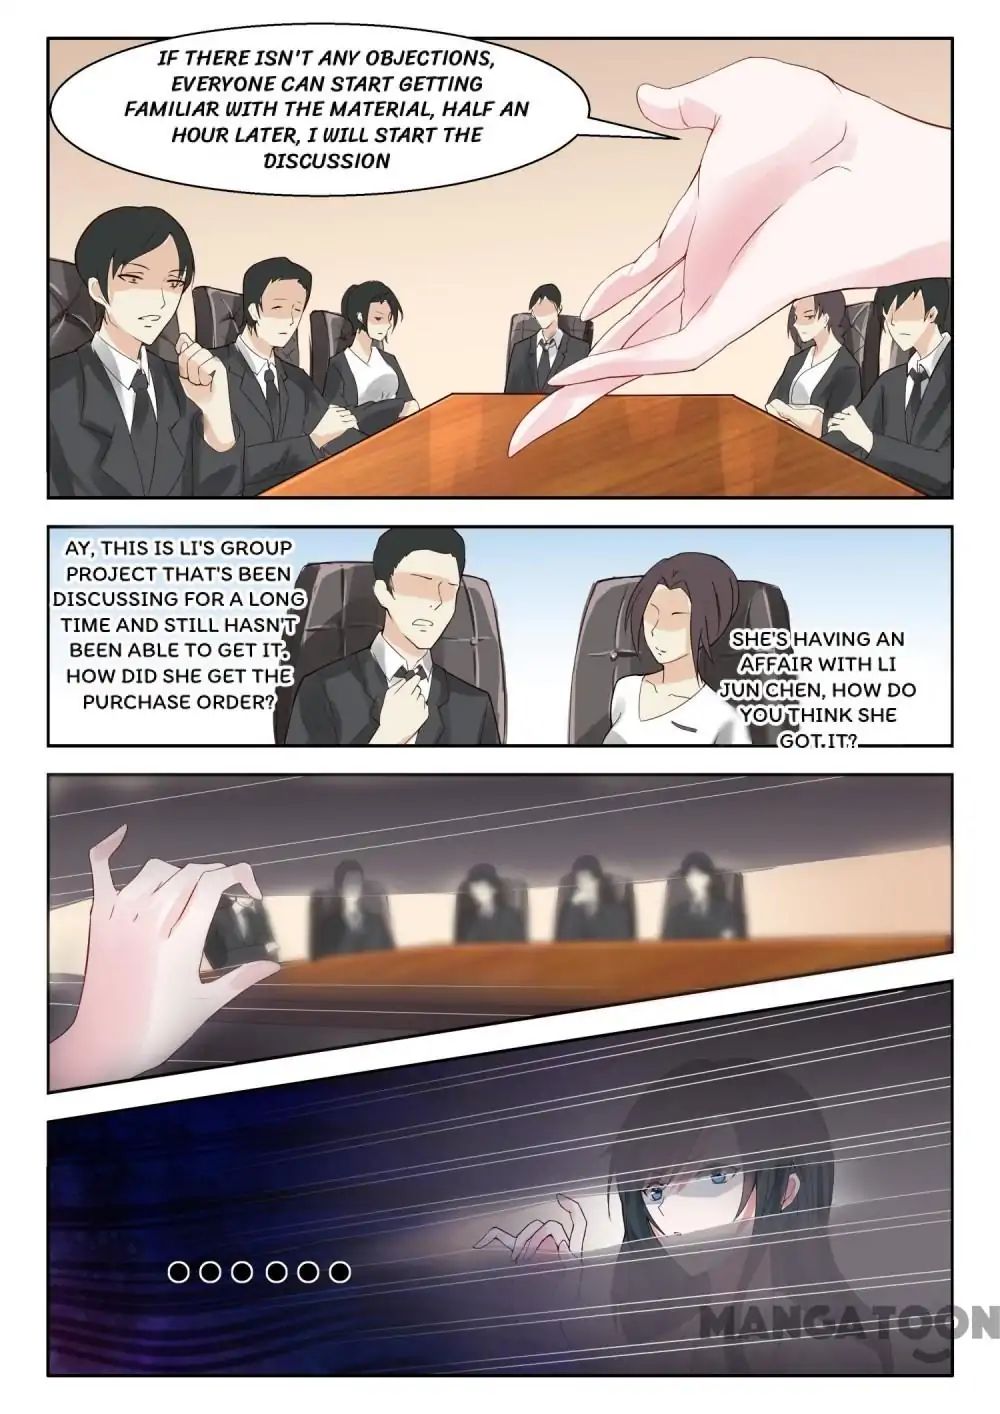 IF THERE ISN'T ANY OBJECTIONS,
EVERYONE CAN START GETTING
FAMILIAR WITH THE MATERIAL, HALF AN
HOUR LATER, I WILL START THE
DISCUSSION
AY, THIS IS LI'S GROUP
PROJECT THAT'S BEEN
DISCUSSING FOR A LONG
TIME AND STILL HASN'T
BEEN ABLE TO GET IT.
HOW DID SHE GET THE
PURCHASE ORDER?
SHE'S HAVING AN
AFFAIR WITH LI
JUN CHEN, HOW DO
YOU THINK SHE
GOT IT?
○○○○○○
MANGATOON